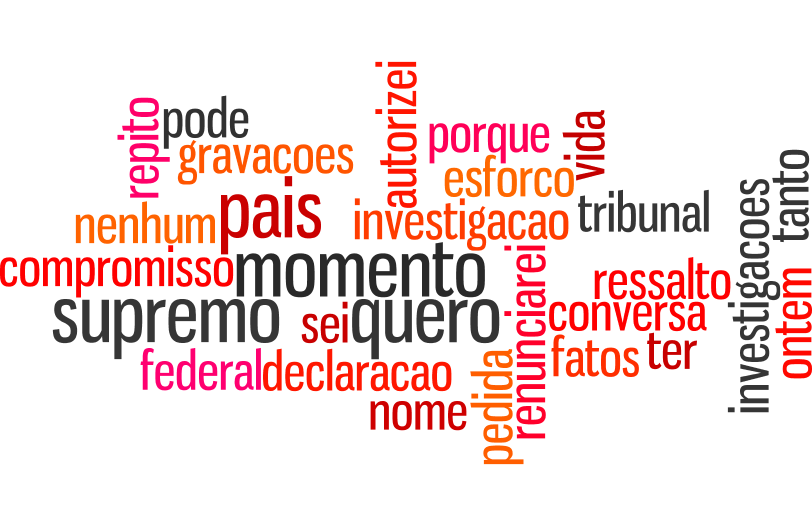 autorizei
repito
pode
porque
vida
gravacoes
esforco
tanto
pais
nenhum
investigacao
tribunal
investigacoes
compromisso
momento
ressalto
renunciarei
supremo
sei
quero
conversa
ontem
federal
declaracao
fatos
ter
pedida
nome